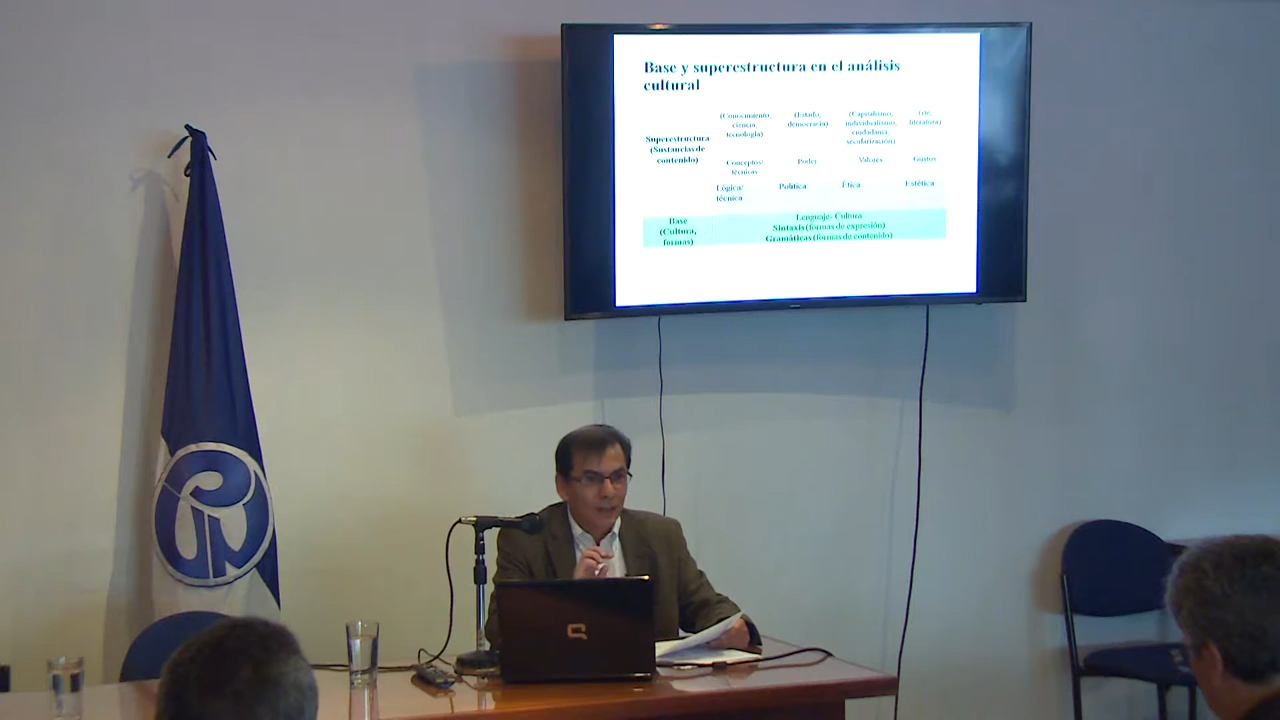 Base y superestructura en el análisis
cultural
(Conocimiento, ciencia, tecnología) (Estado, democracia) (Capitalismo, individualismo, ciudadanía, secularización) literatura)
Superestructura
(Sustancias de
contenido)
Conceptos/ técnicas Poder Valores Gustos
Lógica/ técnica Política Ética Estética
Base
(Cultura,
formas)
Lenguaje- Cultura
Sintaxis (formas de expresión)
Gramáticas (formas de contenido)